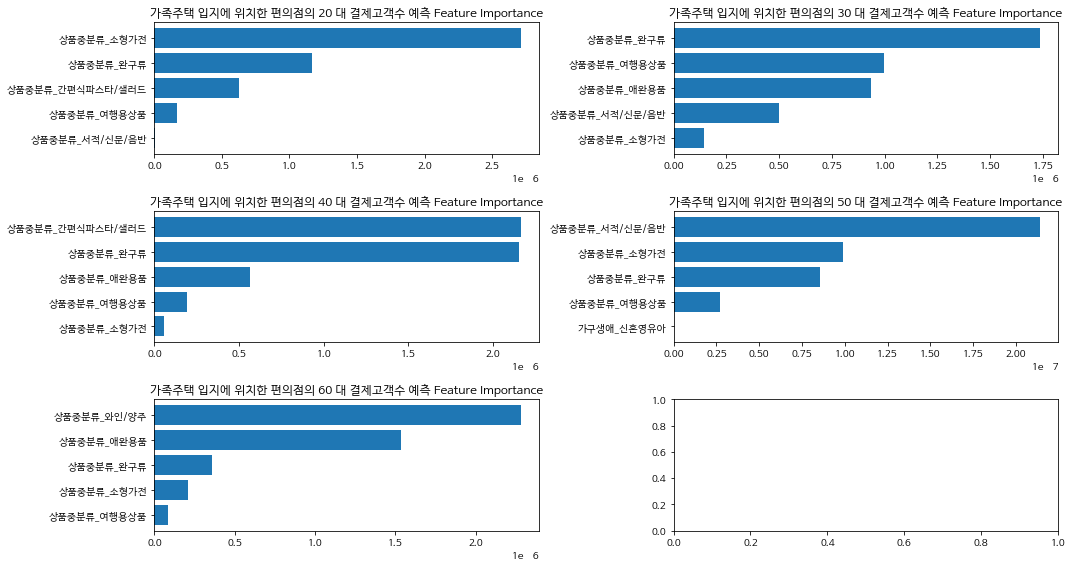 가족주택 입지에 위치한 편의점의 20 대 결제고객수 예측 Feature Importance
상품중분류_소형가전
상품중분류_완구류
상품중분류_간편식파스타/샐러드
상품중분류_여행용상품
상품중분류_서적/신문/음반
0.0 0.5 1.0 1.5 2.0 2.5
1e 6
가족주택 입지에 위치한 편의점의 30 대 결제고객수 예측 Feature Importance
상품중분류_완구류
상품중분류_여행용상품
상품중분류_애완용품
상품중분류_서적/신문/음반
상품중분류_소형가전
0.00 0.25 0.50 0.75 1.00 1.25 1.50 1.75
1e 6
가족주택 입지에 위치한 편의점의 40 대 결제고객수 예측 Feature Importance
상품중분류_간편식파스타/샐러드
상품중분류_완구류
상품중분류_애완용품
상품중분류_여행용상품
상품중분류_소형가전
0.0 0.5 1.0 1.5 2.0
1e 6
가족주택 입지에 위치한 편의점의 50 대 결제고객수 예측 Feature Importance
상품중분류_서적/신문/음반
상품중분류_소형가전
상품중분류_완구류
상품중분류_여행용상품
가구생애_신혼영유아
0.00 0.25 0.50 0.75 1.00 1.25 1.50 1.75 2.00
1e 7
가족주택 입지에 위치한 편의점의 60 대 결제고객수 예측 Feature Importance
상품중분류_와인/양주
상품중분류_애완용품
상품중분류_완구류
상품중분류_소형가전
상품중분류_여행용상품
0.0 0.5 1.0 1.5 2.0
1e 6
1.0
0.8
0.6
0.4
0.2
0.0
0.0 0.2 0.4 0.6 0.8 1.0